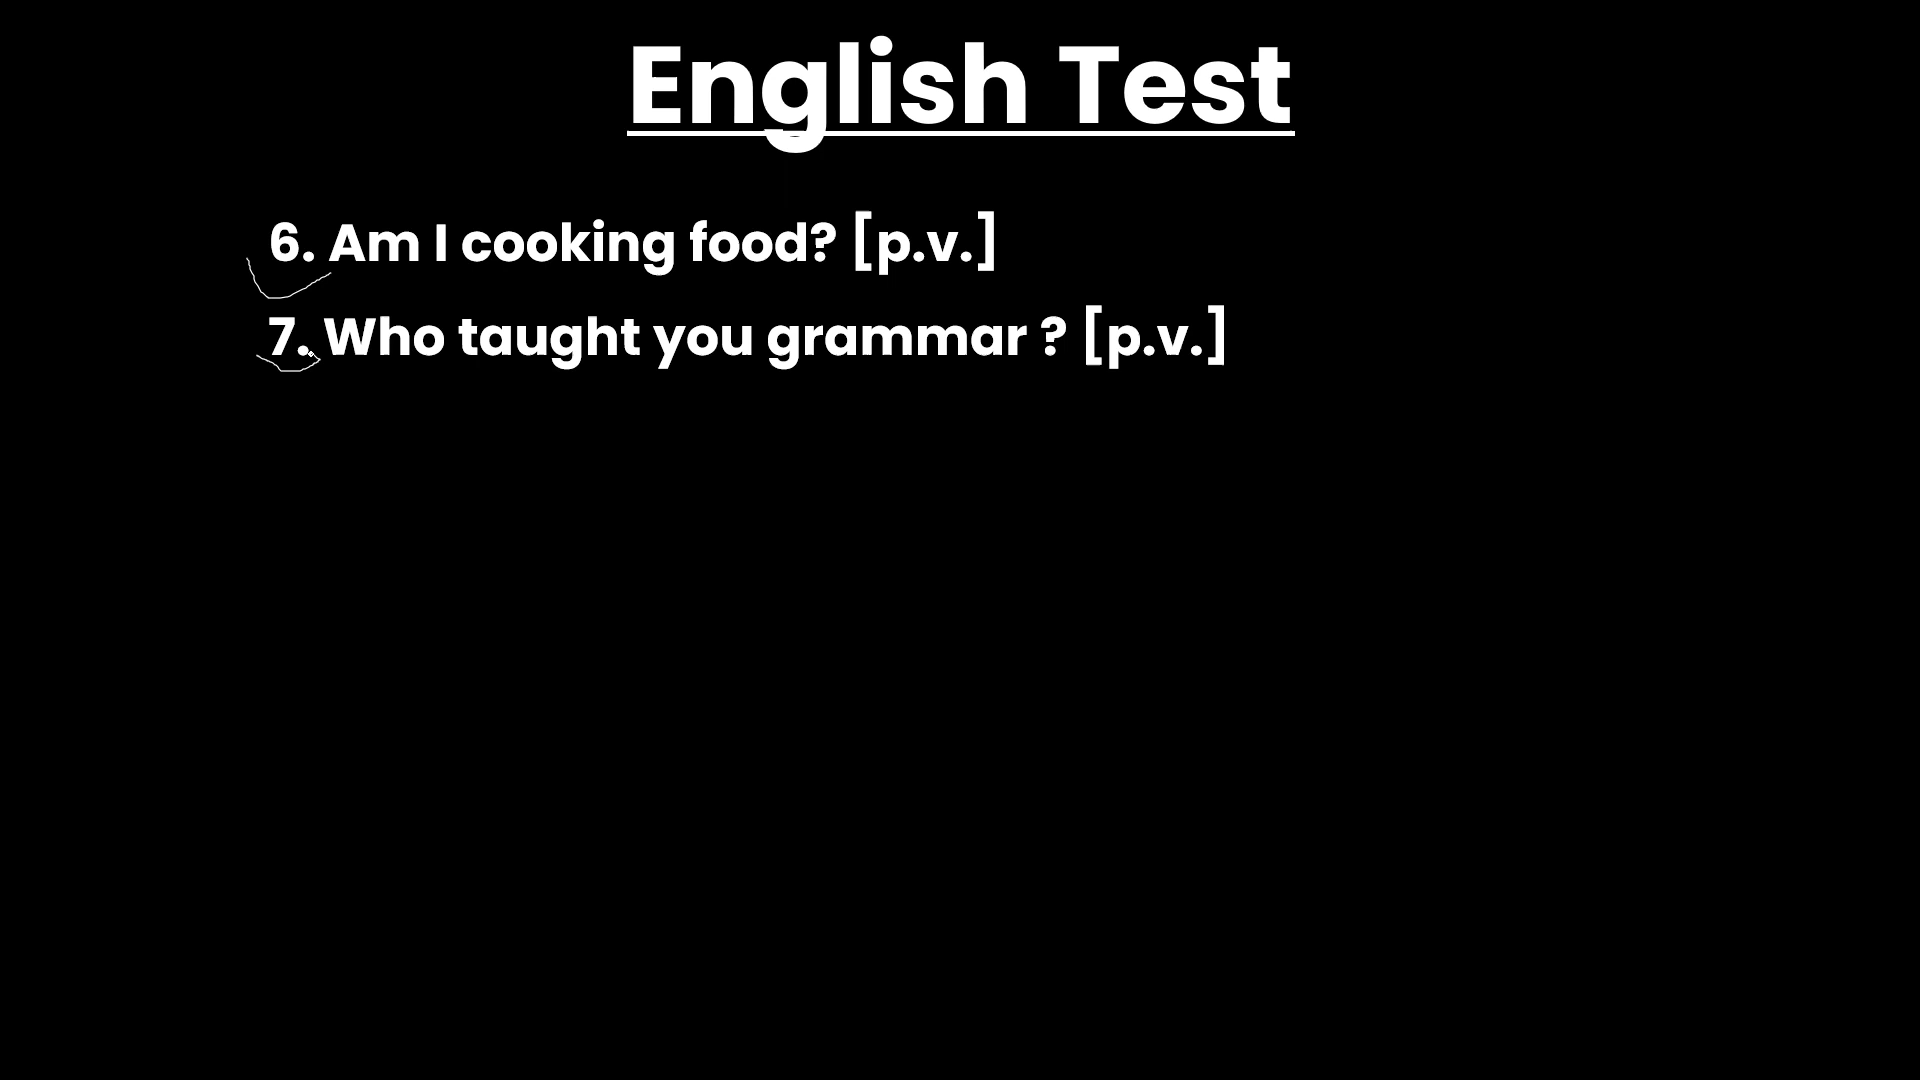 English Test
6. Am I cooking food? [p.v.]
7. Who taught you grammar ? [p.v.]